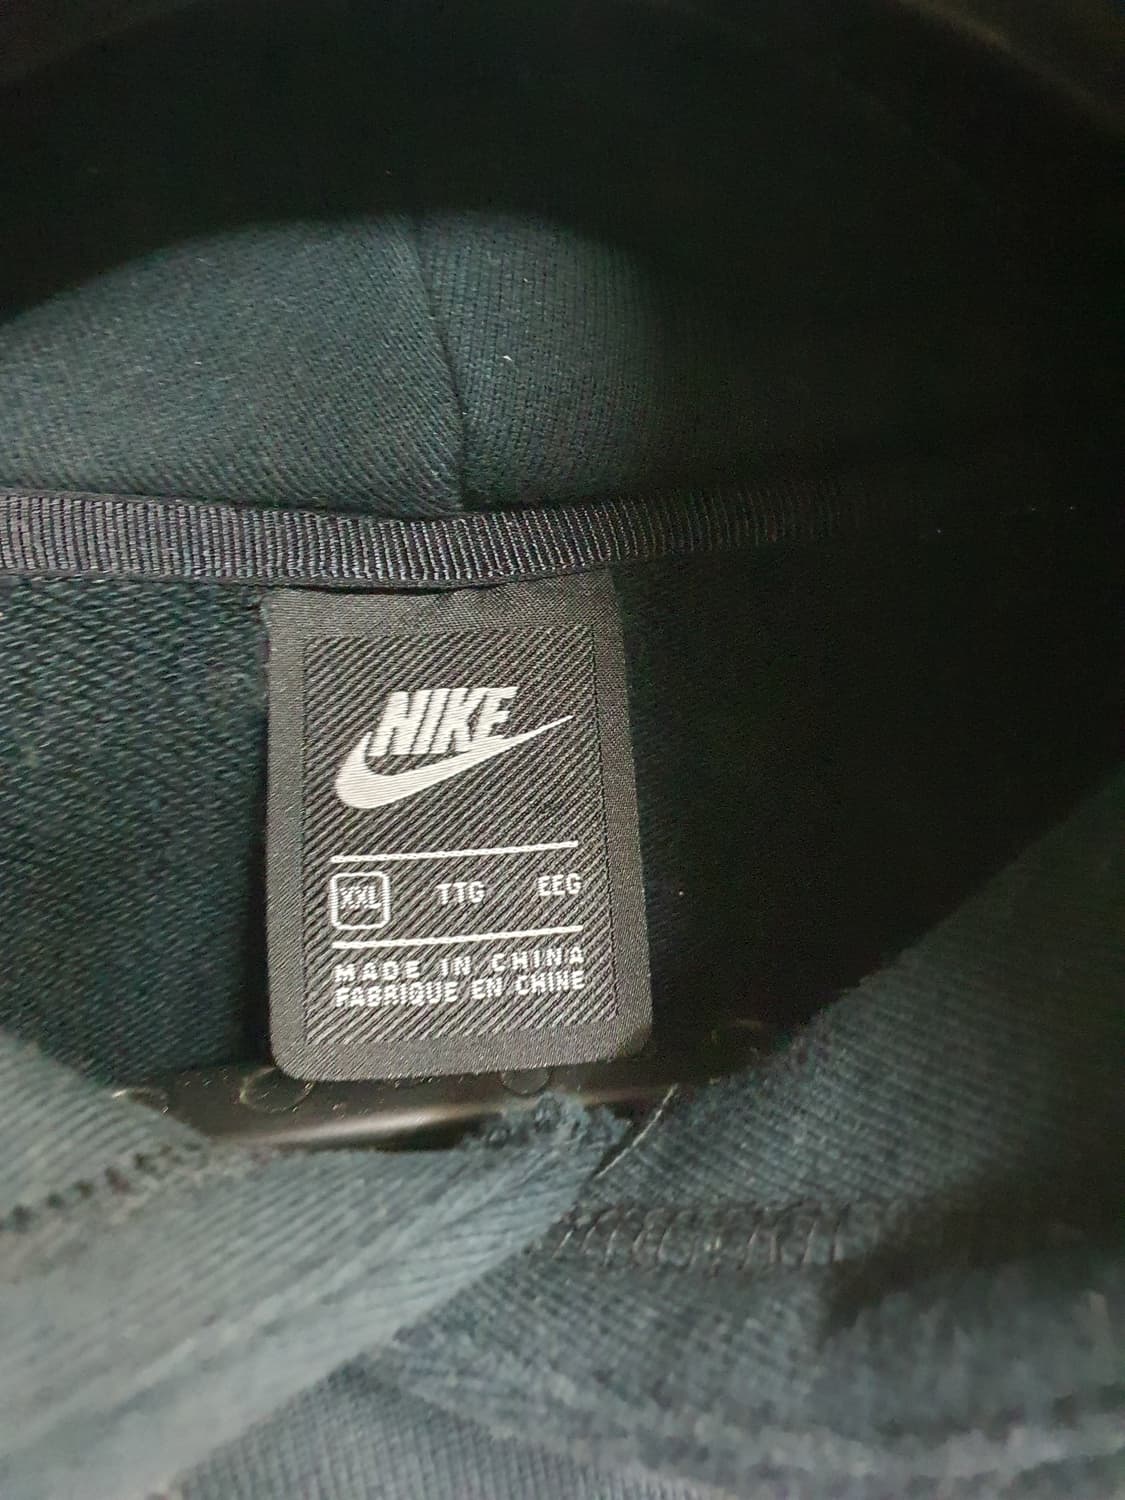 NIKE
XXL TTG EEG
MADE IN CHINA
FABRIQUE EN CHINE